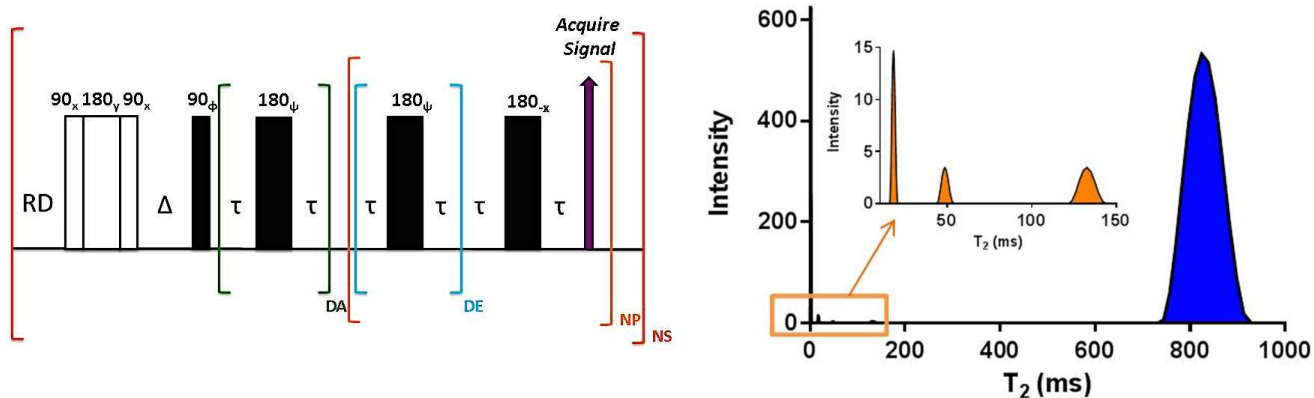 Acquire
Signal
90x 180y 90x
90ϕ
180ψ
180ψ
180-x
RD
Δ
τ
τ
τ
τ
τ
τ
DA
DE
NP
NS
600
400
200
0
Intensity
0
200
400
600
800
1000
T2 (ms)
15
10
5
0
Intensity
50
100
150
T2 (ms)